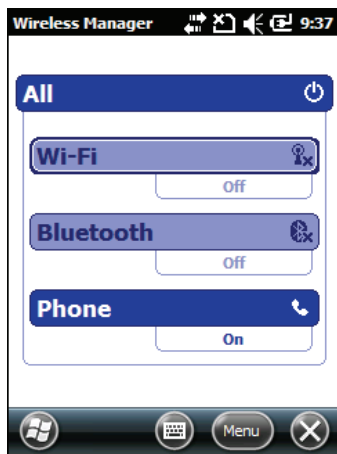 Wireless Manager 9:37
All
Wi-Fi
Off
Bluetooth
Off
Phone
On
Menu